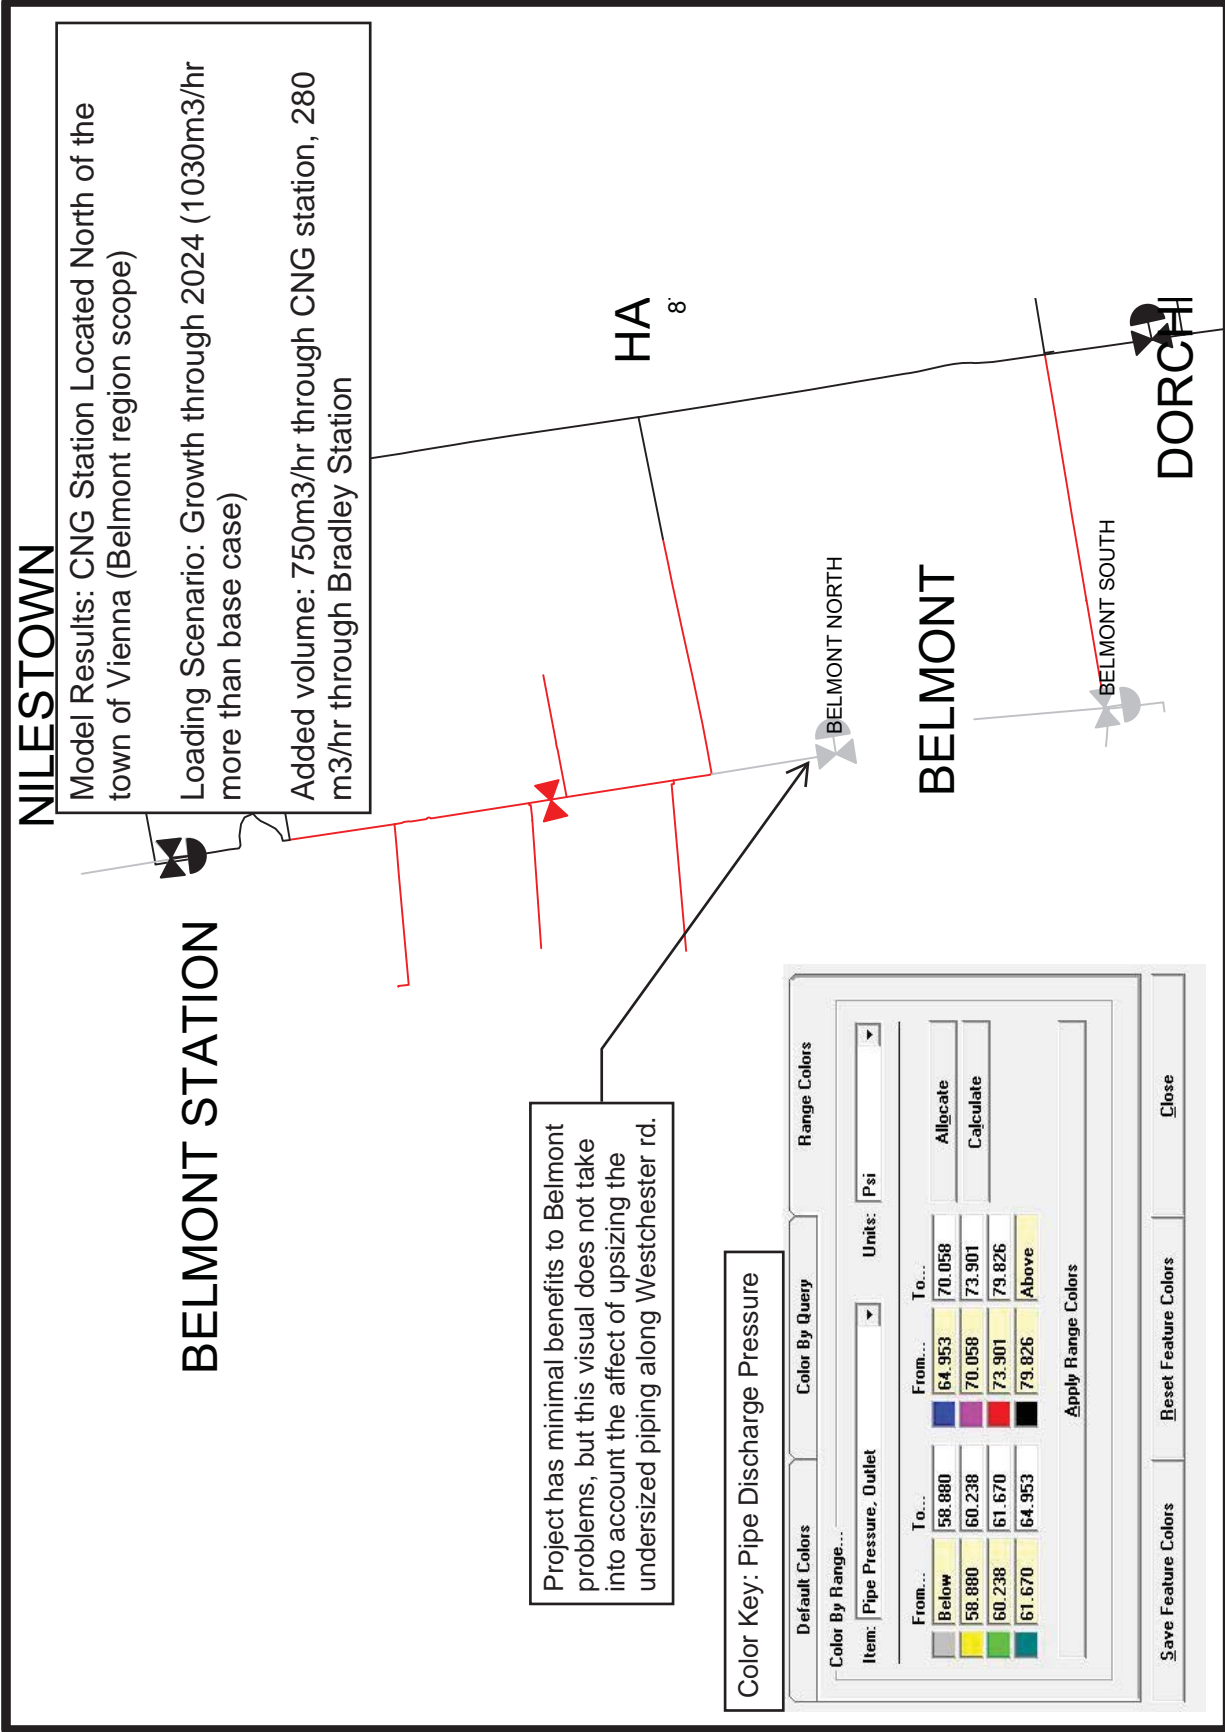 NILESTOWN
Model Results: CNG Station Located North of the
town of Vienna (Belmont region scope)
Loading Scenario: Growth through 2024 (1030m3/hr
more than base case)
Added volume: 750m3/hr through CNG station, 280
m3/hr through Bradley Station
BELMONT STATION
HA
8
Project has minimal benefits to Belmont
problems, but this visual does not take
into account the affect of upsizing the
undersized piping along Westchester rd.
BELMONT NORTH
BELMONT
BELMONT SOUTH
DORCH
Color Key: Pipe Discharge Pressure
Default Colors Color By Query Range Colors
Color By Range...
Item: Pipe Pressure, Outlet Units: Psi
From... To... From... To...
Below 58.880 64.953 70.058 Allocate
58.880 60.238 70.058 73.901 Calculate
60.238 61.670 73.901 79.826
61.670 64.953 79.826 Above
Apply Range Colors
Save Feature Colors Reset Feature Colors Close